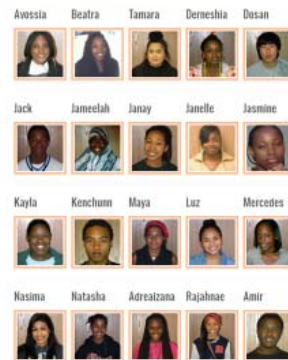 Avossia Beatra Tamara Derneshia Dosan
Jack Jameelah Janay Janelle Jasmine
Kayla Kenchunn Maya Luz Mercedes
Nasima Natasha Adreaizana Rajahnae Amir